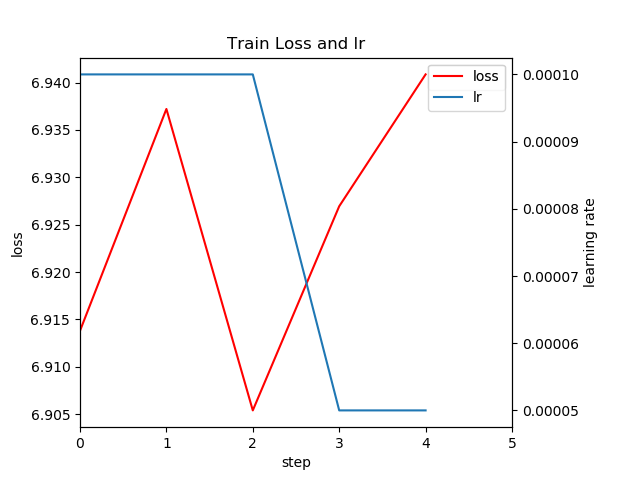 Train Loss and lr
loss
lr
6.940
6.935
6.930
6.925
6.920
6.915
6.910
6.905
loss
0.00010
0.00009
0.00008
0.00007
0.00006
0.00005
learning rate
0 1 2 3 4 5
step